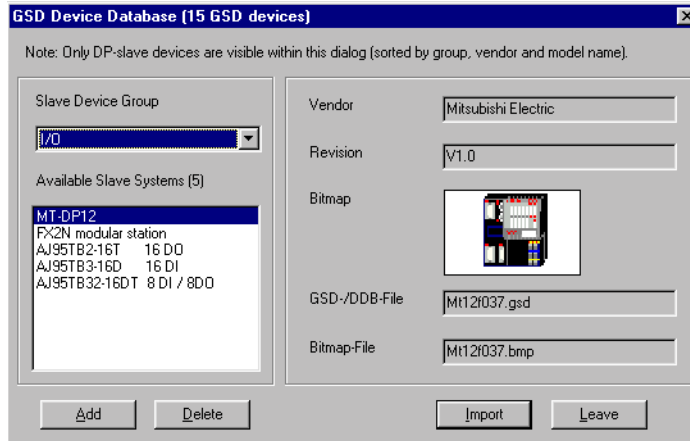 GSD Device Database (15 GSD devices)
Note: Only DP-slave devices are visible within this dialog (sorted by group, vendor and model name).
Slave Device Group
I/O
Available Slave Systems (5)
MT-DP12
FX2N modular station
AJ95TB2-16T 16 DO
AJ95TB3-16D 16 DI
AJ95TB32-16DT 8 DI / 8DO
Vendor
Mitsubishi Electric
Revision
V1.0
Bitmap
GSD-/DDB-File
Mt12f037.gsd
Bitmap-File
Mt12f037.bmp
Add
Delete
Import
Leave